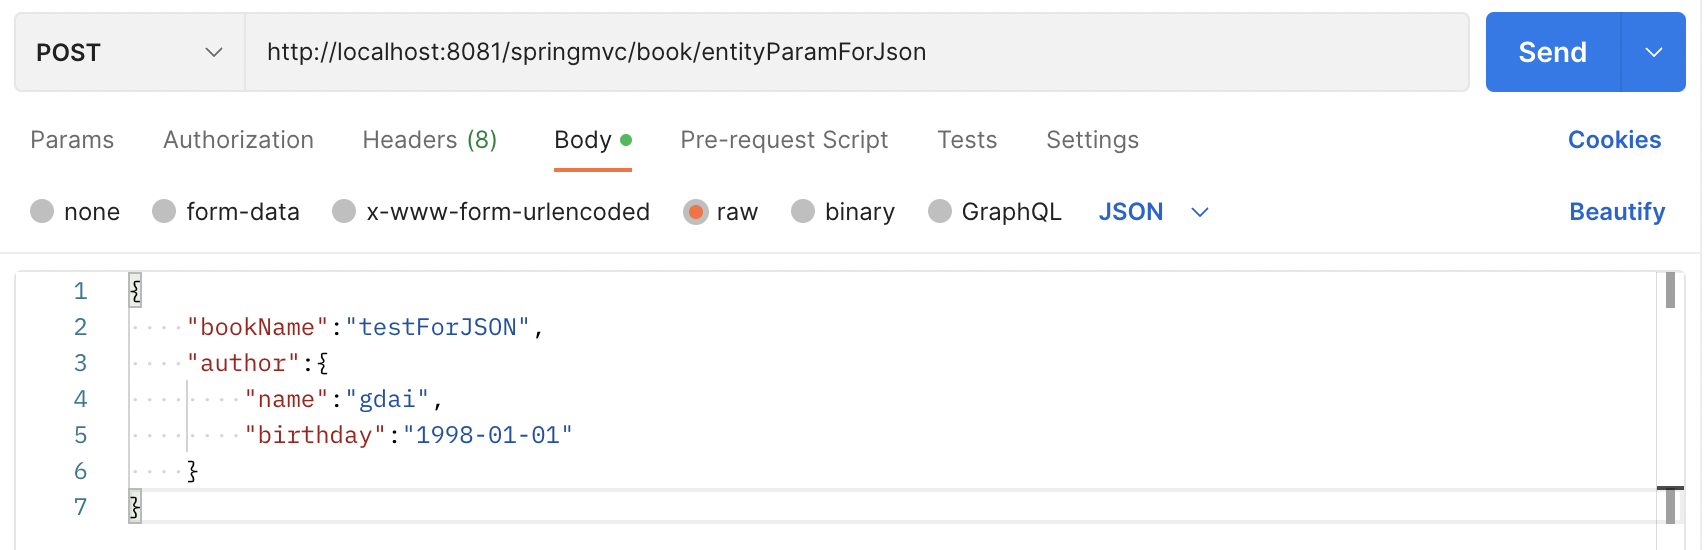 POST http://localhost:8081/springmvc/book/entityParamForJson Send
Params Authorization Headers (8) Body Pre-request Script Tests Settings Cookies
none form-data x-www-form-urlencoded raw binary GraphQL JSON Beautify
1 {
2 "bookName":"testForJSON",
3 "author":{
4 "name":"gdai",
5 "birthday":"1998-01-01"
6 }
7 }